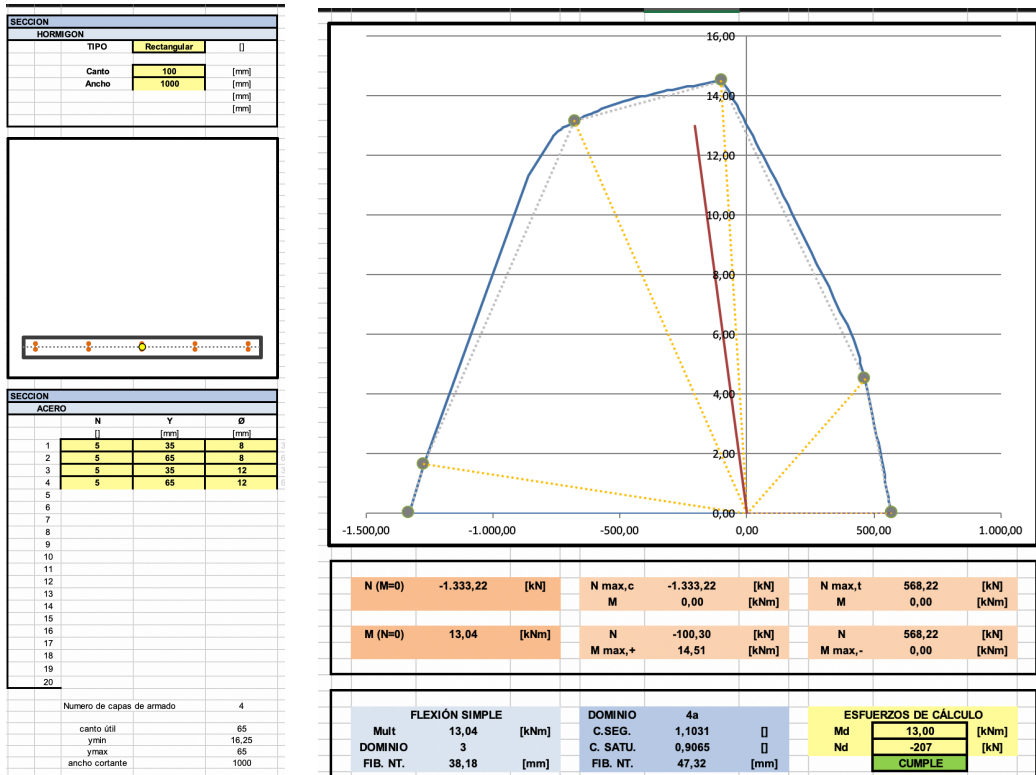 SECCION
HORMIGON
TIPO Rectangular []
Canto 100 [mm]
Ancho 1000 [mm]
[mm]
[mm]
SECCION
ACERO
N Y Ø
[] [mm] [mm]
1 5 35 8
2 5 65 8
3 5 35 12
4 5 65 12
5
6
7
8
9
10
11
12
13
14
15
16
17
18
19
20
Numero de capas de armado 4
canto útil 65
ymin 16,25
ymax 65
ancho cortante 1000
16,00
14,00
12,00
10,00
8,00
6,00
4,00
2,00
0,00
-1.500,00 -1.000,00 -500,00 0,00 500,00 1.000,00
N (M=0) -1.333,22 [kN] N max,c -1.333,22 [kN] N max,t 568,22 [kN]
M 0,00 [kNm] M 0,00 [kNm]
M (N=0) 13,04 [kNm] N -100,30 [kN] N 568,22 [kN]
M max,+ 14,51 [kNm] M max,- 0,00 [kNm]
FLEXIÓN SIMPLE DOMINIO 4a ESFUERZOS DE CÁLCULO
Mult 13,04 [kNm] C.SEG. 1,1031 [] Md 13,00 [kNm]
DOMINIO 3 C. SATU. 0,9065 [] Nd -207 [kN]
FIB. NT. 38,18 [mm] FIB. NT. 47,32 [mm] CUMPLE